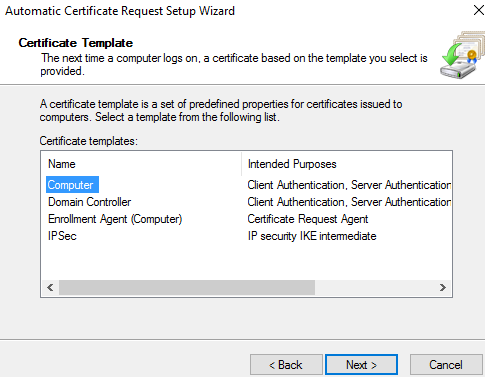 Automatic Certificate Request Setup Wizard
Certificate Template
The next time a computer logs on, a certificate based on the template you select is
provided.
A certificate template is a set of predefined properties for certificates issued to
computers. Select a template from the following list.
Certificate templates:
Name Intended Purposes
Computer Client Authentication, Server Authentication
Domain Controller Client Authentication, Server Authentication
Enrollment Agent (Computer) Certificate Request Agent
IPSec IP security IKE intermediate
< Back Next > Cancel